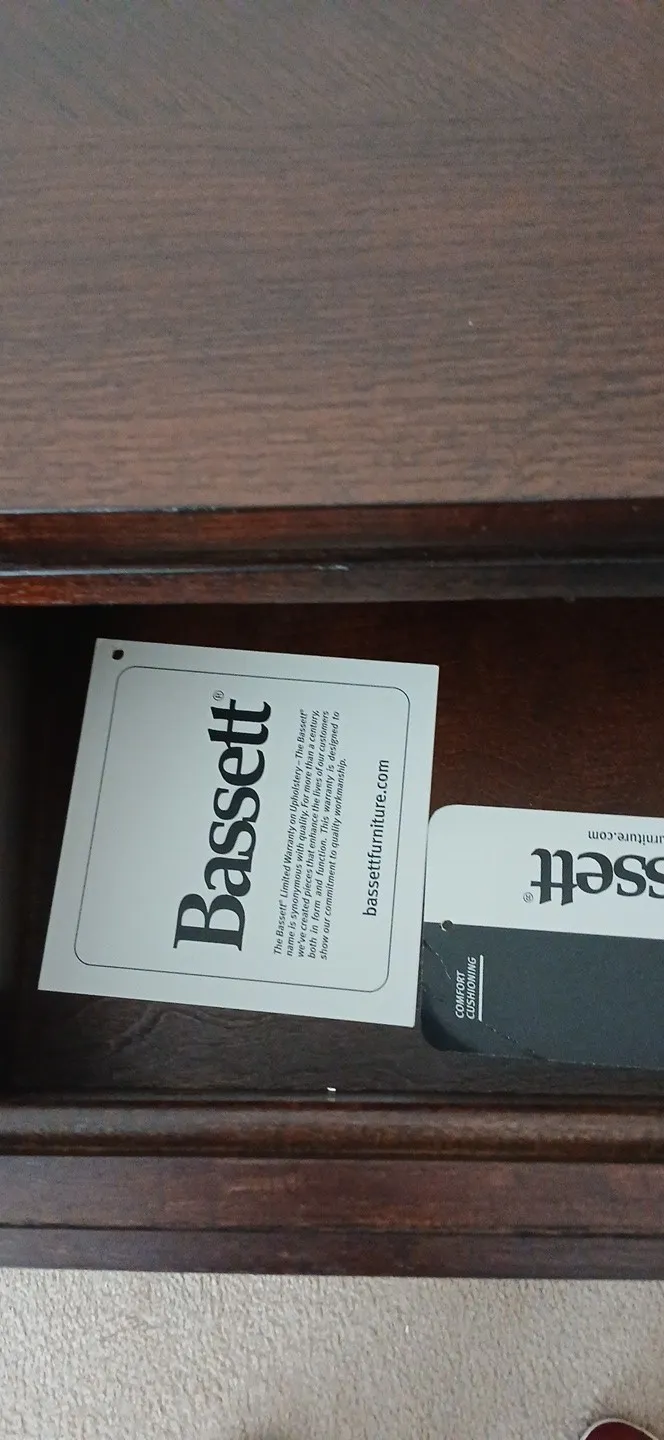 Bassett®
The Bassett® Limited Warranty on Upholstery – The Bassett®
name is synonymous with quality. For more than a century,
we've created pieces that enhance the lives of our customers
both in form and function. This warranty is designed to
show our commitment to quality workmanship.
bassettfurniture.com
urniture.com
ssett®
COMFORT
CUSHIONING